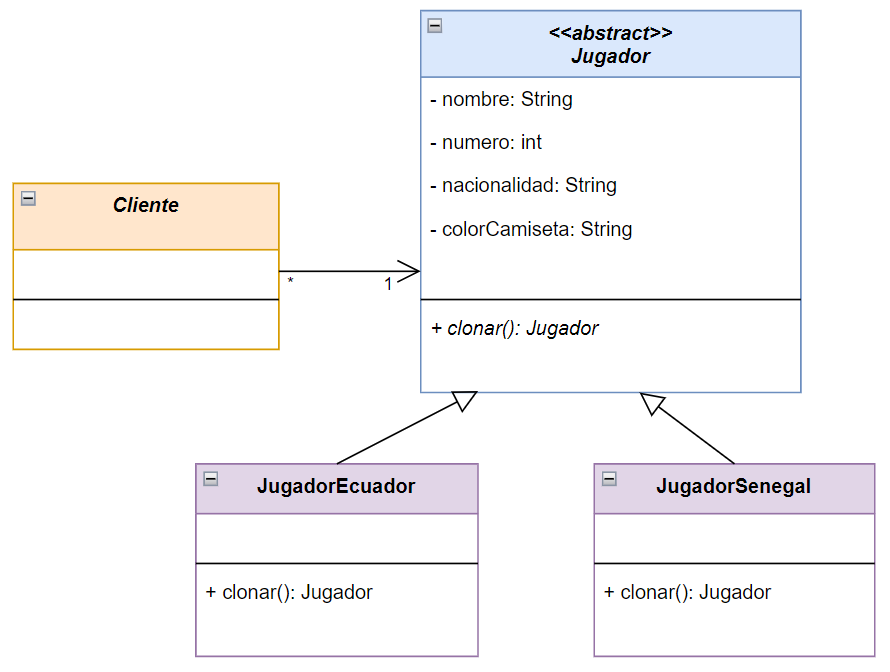 <<abstract>>
Jugador
- nombre: String
- numero: int
- nacionalidad: String
- colorCamiseta: String
+ clonar(): Jugador
Cliente
*
1
JugadorEcuador
+ clonar(): Jugador
JugadorSenegal
+ clonar(): Jugador